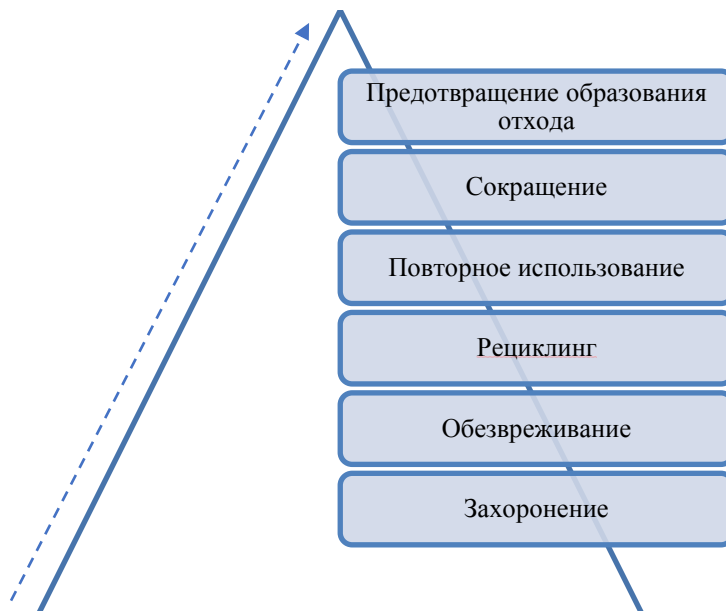 Предотвращение образования
отхода
Сокращение
Повторное использование
Рециклинг
Обезвреживание
Захоронение